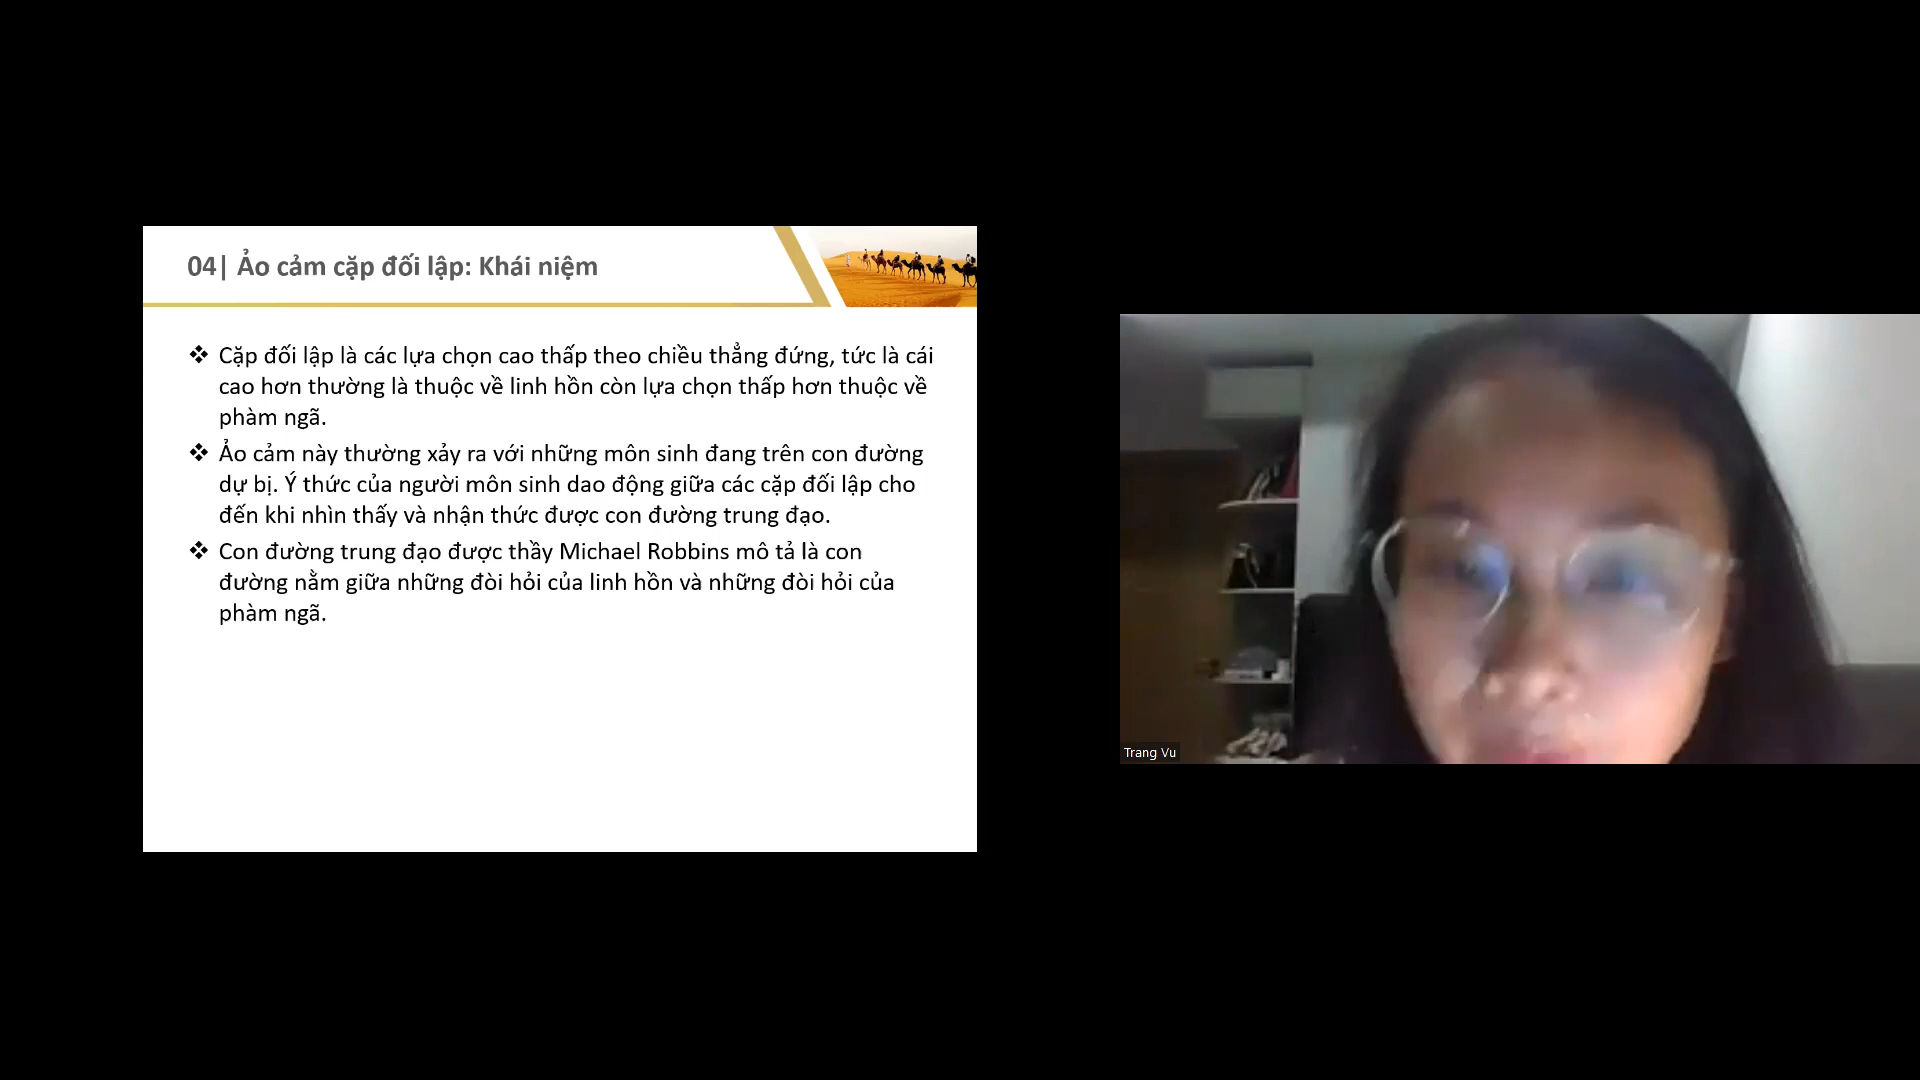 04| Ảo cảm cặp đối lập: Khái niệm
❖ Cặp đối lập là các lựa chọn cao thấp theo chiều thẳng đứng, tức là cái
cao hơn thường là thuộc về linh hồn còn lựa chọn thấp hơn thuộc về
phàm ngã.
❖ Ảo cảm này thường xảy ra với những môn sinh đang trên con đường
dự bị. Ý thức của người môn sinh dao động giữa các cặp đối lập cho
đến khi nhìn thấy và nhận thức được con đường trung đạo.
❖ Con đường trung đạo được thầy Michael Robbins mô tả là con
đường nằm giữa những đòi hỏi của linh hồn và những đòi hỏi của
phàm ngã.
Trang Vu